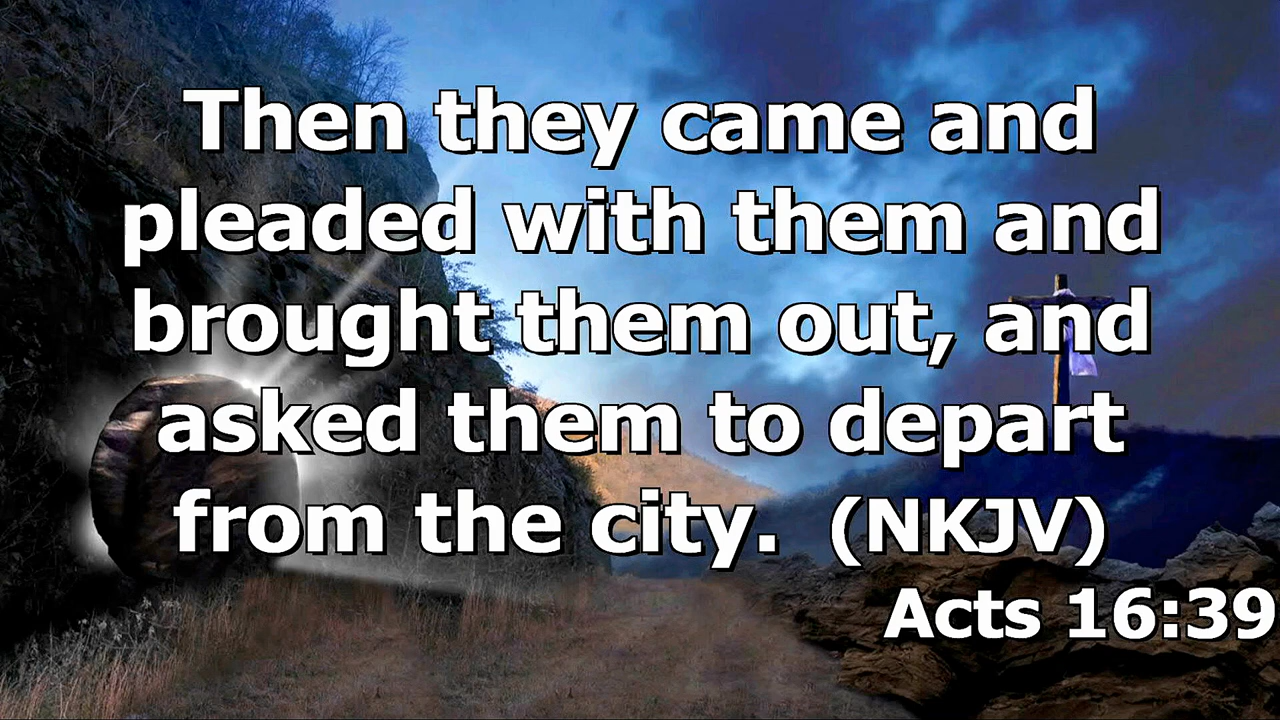 Then they came and
pleaded with them and
brought them out, and
asked them to depart
from the city.  (NKJV)
Acts 16:39